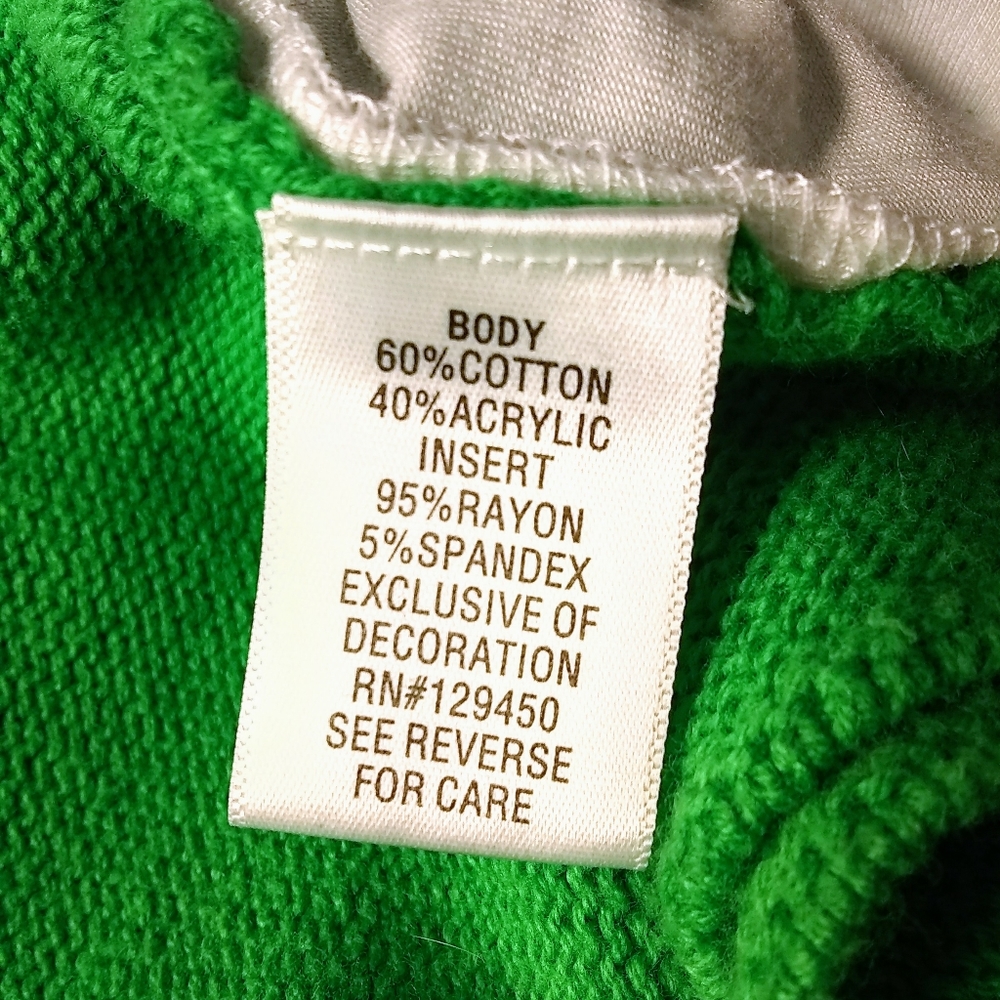 BODY
60%COTTON
40%ACRYLIC
INSERT
95%RAYON
5%SPANDEX
EXCLUSIVE OF
DECORATION
RN#129450
SEE REVERSE
FOR CARE